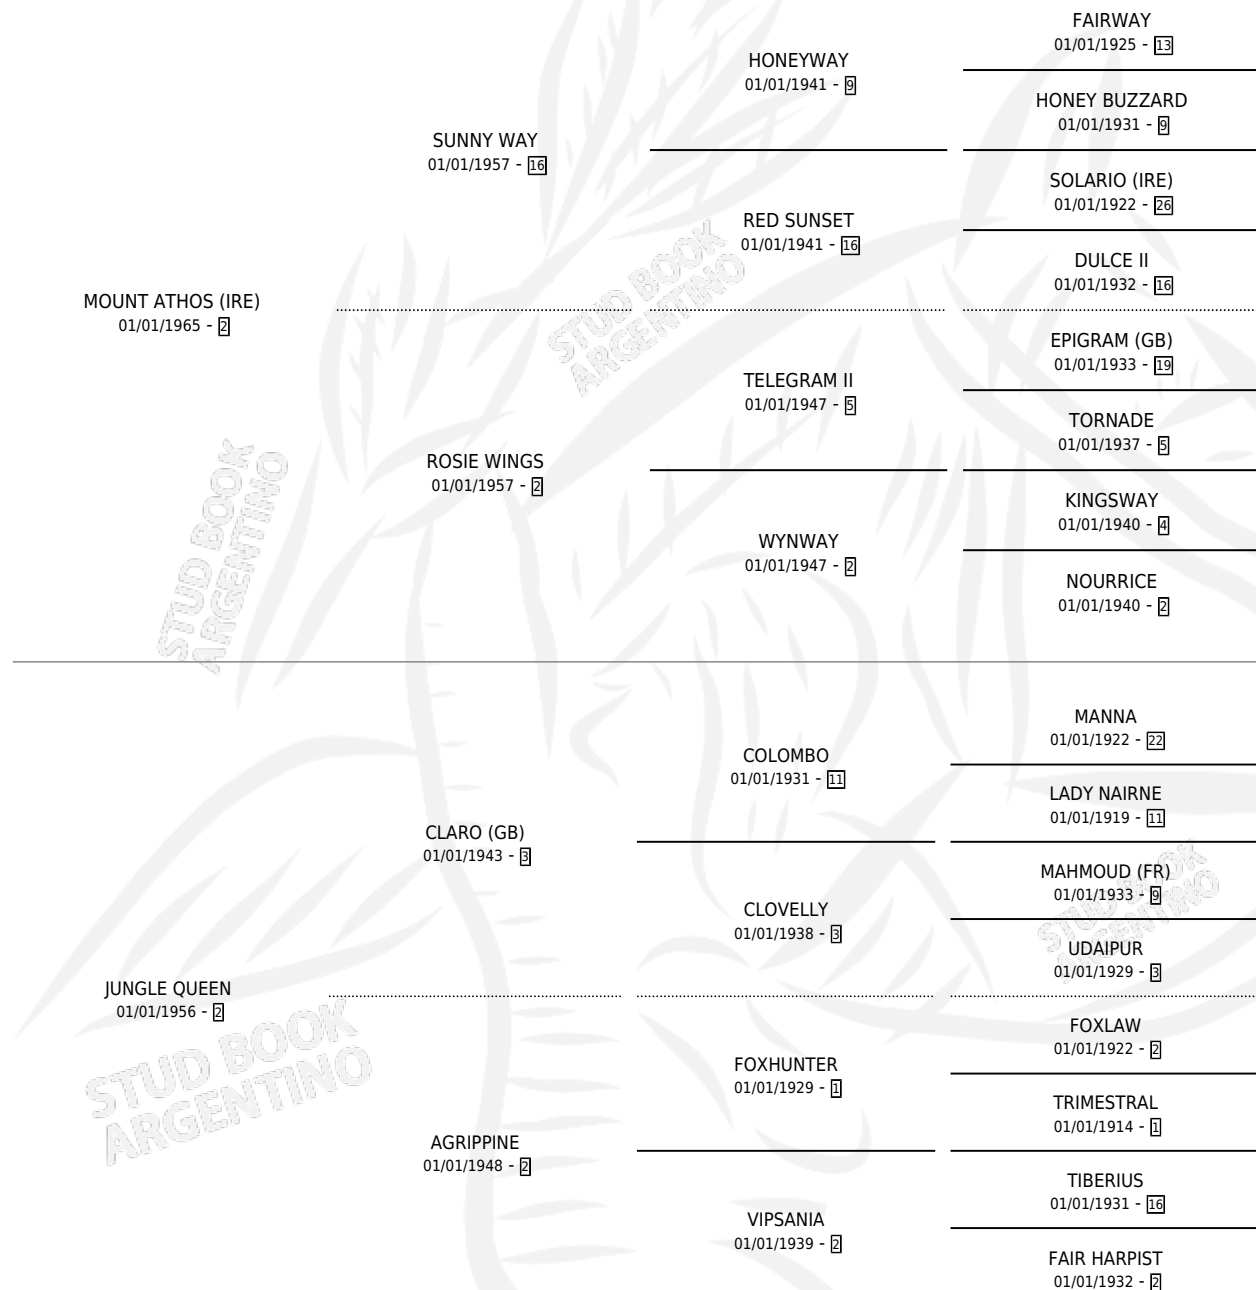 FAIRWAY
01/01/1925 - 13
HONEYWAY
01/01/1941 - 9
HONEY BUZZARD
01/01/1931 - 9
SUNNY WAY
01/01/1957 - 16
SOLARIO (IRE)
01/01/1922 - 26
RED SUNSET
01/01/1941 - 16
DULCE II
01/01/1932 - 16
MOUNT ATHOS (IRE)
01/01/1965 - 2
EPIGRAM (GB)
01/01/1933 - 19
TELEGRAM II
01/01/1947 - 5
TORNADE
01/01/1937 - 5
ROSIE WINGS
01/01/1957 - 2
KINGSWAY
01/01/1940 - 4
WYNWAY
01/01/1947 - 2
NOURRICE
01/01/1940 - 2
MANNA
01/01/1922 - 22
COLOMBO
01/01/1931 - 11
LADY NAIRNE
01/01/1919 - 11
CLARO (GB)
01/01/1943 - 3
MAHMOUD (FR)
01/01/1933 - 9
CLOVELLY
01/01/1938 - 3
UDAIPUR
01/01/1929 - 3
JUNGLE QUEEN
01/01/1956 - 2
FOXLAW
01/01/1922 - 2
FOXHUNTER
01/01/1929 - 1
TRIMESTRAL
01/01/1914 - 1
AGRIPPINE
01/01/1948 - 2
TIBERIUS
01/01/1931 - 16
VIPSANIA
01/01/1939 - 2
FAIR HARPIST
01/01/1932 - 2
STUD BOOK
ARGENTINO
STUD BOOK
ARGENTINO
STUD BOOK
ARGENTINO
STUD BOOK
ARGENTINO